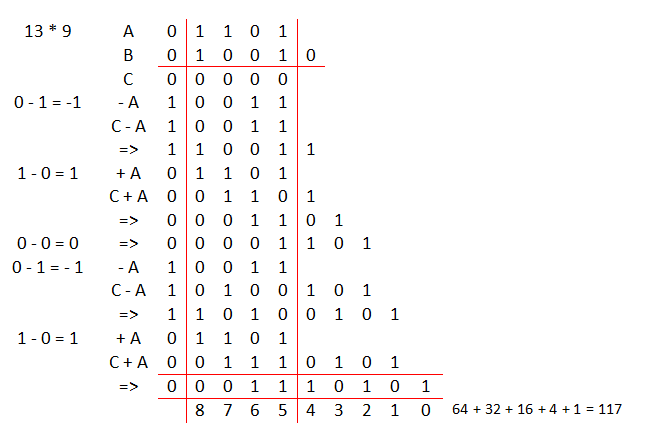 13 * 9 A 0 1 1 0 1
B 0 1 0 0 1 0
C 0 0 0 0 0
0 - 1 = -1 - A 1 0 0 1 1
C - A 1 0 0 1 1
=> 1 1 0 0 1 1
1 - 0 = 1 + A 0 1 1 0 1
C + A 0 0 1 1 0 1
=> 0 0 0 1 1 0 1
0 - 0 = 0 => 0 0 0 0 1 1 0 1
0 - 1 = - 1 - A 1 0 0 1 1
C - A 1 0 1 0 0 1 0 1
=> 1 1 0 1 0 0 1 0 1
1 - 0 = 1 + A 0 1 1 0 1
C + A 0 0 1 1 1 0 1 0 1
=> 0 0 0 1 1 1 0 1 0 1
8 7 6 5 4 3 2 1 0 64 + 32 + 16 + 4 + 1 = 117